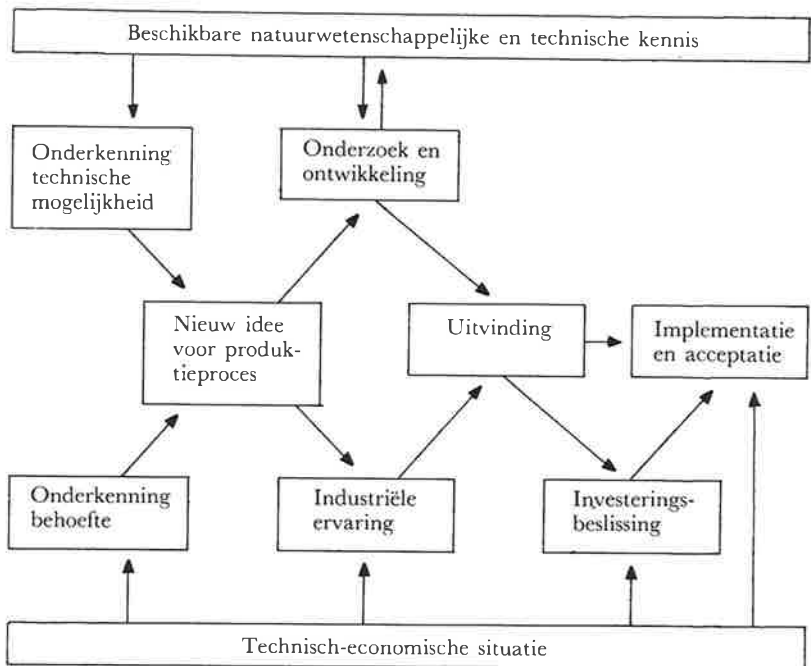 Beschikbare natuurwetenschappelijke en technische kennis
Onderkenning
technische
mogelijkheid
Onderzoek en
ontwikkeling
Nieuw idee
voor produk-
tieproces
Uitvinding
Implementatie
en acceptatie
Onderkenning
behoefte
Industriële
ervaring
Investerings-
beslissing
Technisch-economische situatie